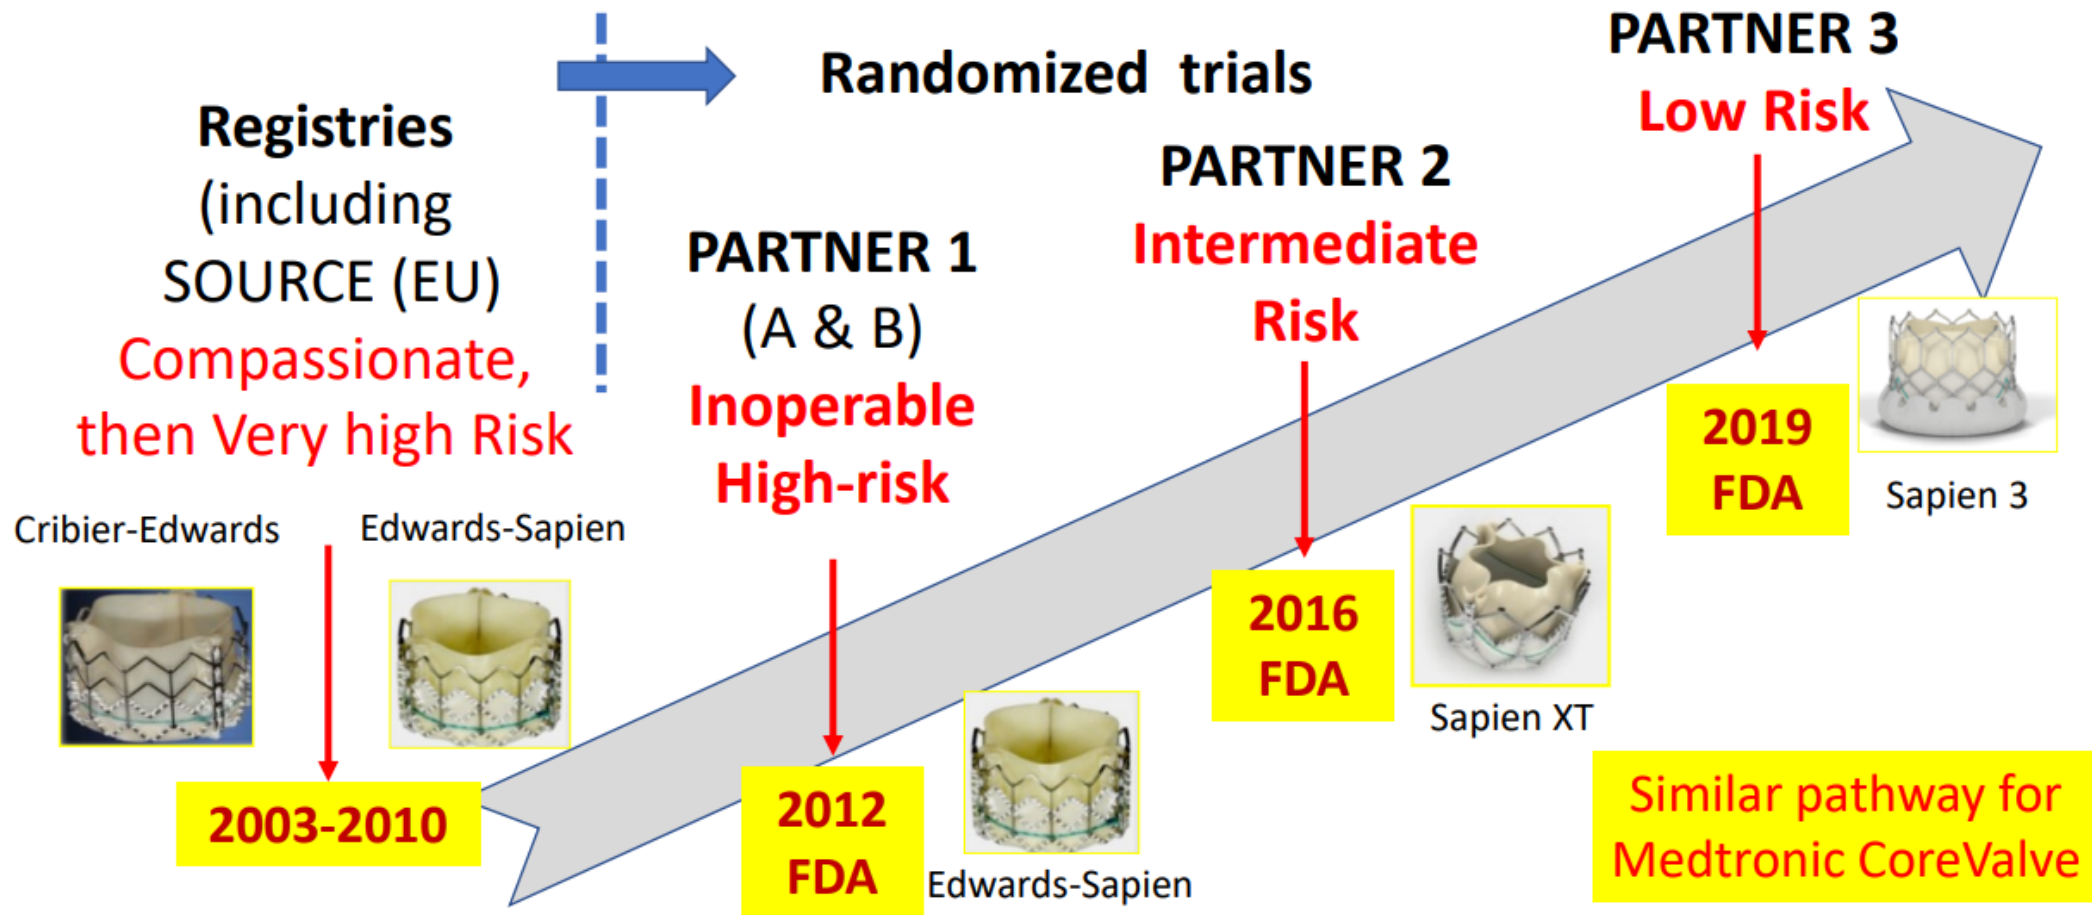 Registries
(including
SOURCE (EU)
Compassionate,
then Very high Risk
Cribier-Edwards
Edwards-Sapien
2003-2010
Randomized trials
PARTNER 1
(A & B)
Inoperable
High-risk
2012
FDA
Edwards-Sapien
PARTNER 2
Intermediate
Risk
2016
FDA
Sapien XT
PARTNER 3
Low Risk
2019
FDA
Sapien 3
Similar pathway for
Medtronic CoreValve